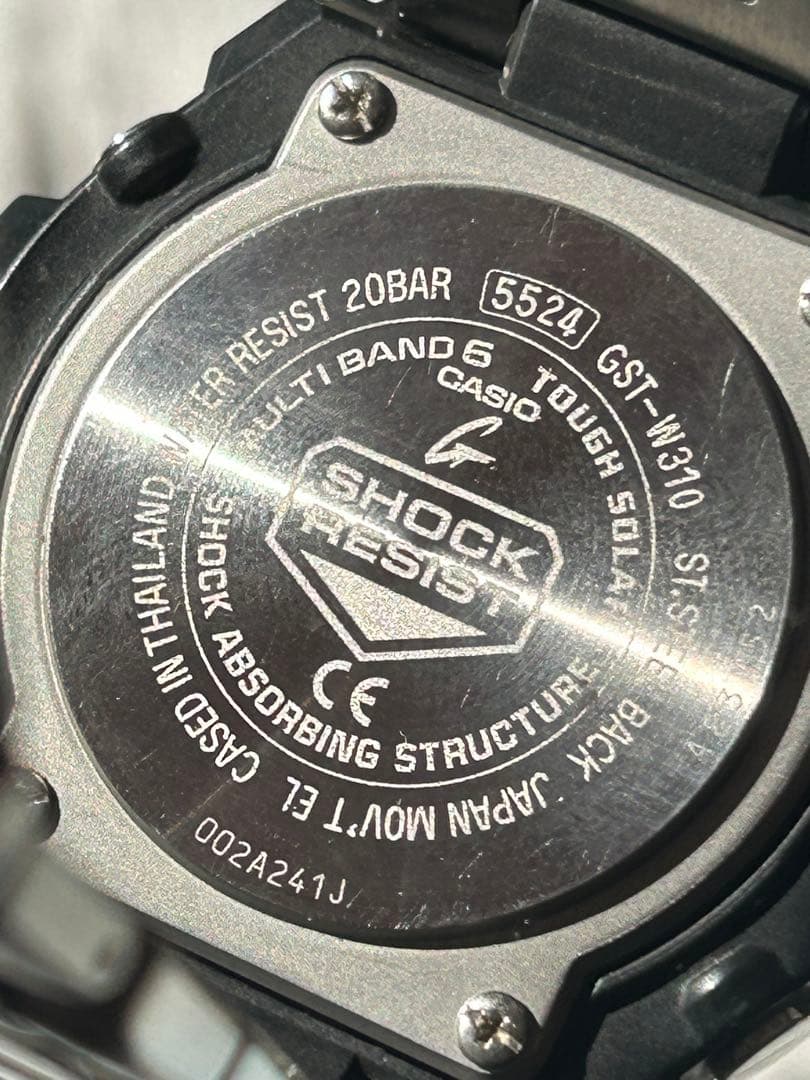 WATER RESIST 20BAR 5524 GST-W310 ST.STEEL BACK JAPAN MOV'T EL CASED IN THAILAND
MULTI BAND 6 TOUGH SOLAR
SHOCK ABSORBING STRUCTURE
CASIO
G
SHOCK
RESIST
CE
002A241J